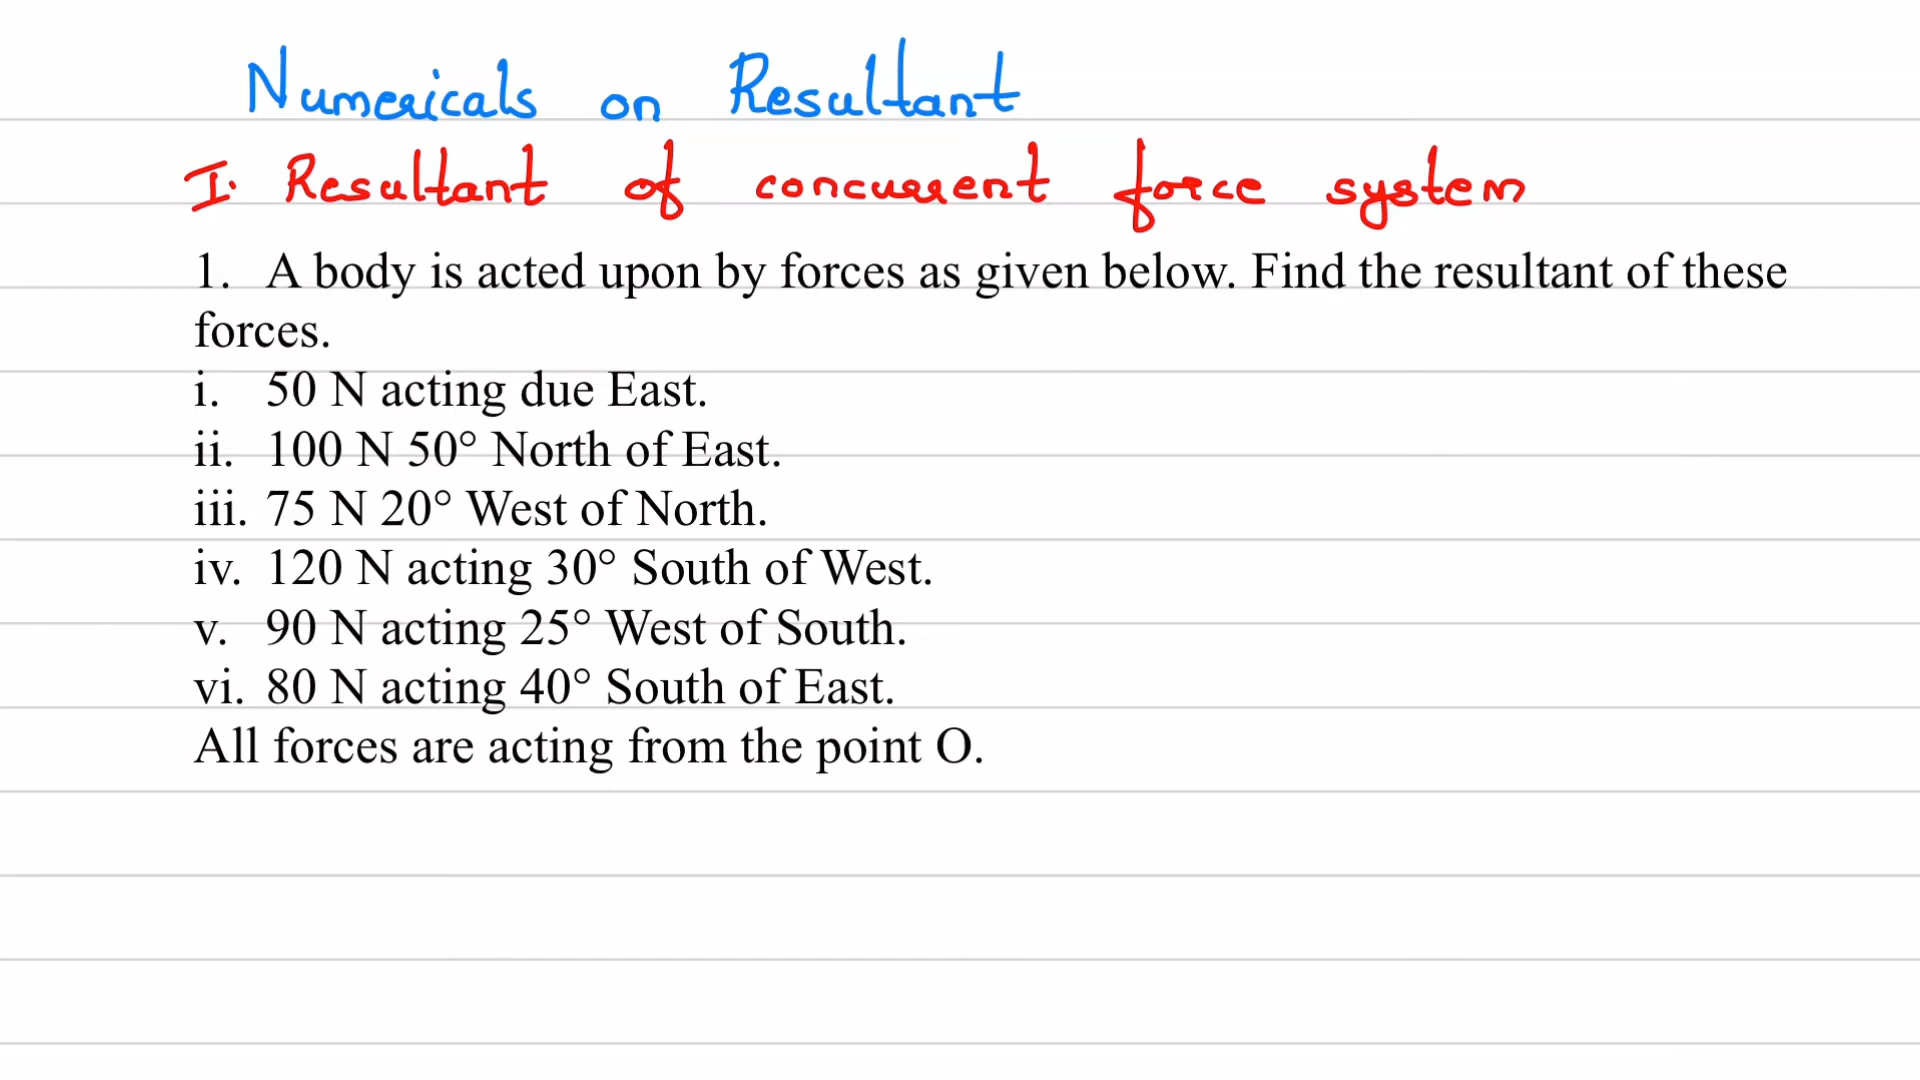 Numericals on Resultant
I. Resultant of concurrent force system
1. A body is acted upon by forces as given below. Find the resultant of these
forces.
i. 50 N acting due East.
ii. 100 N 50° North of East.
iii. 75 N 20° West of North.
iv. 120 N acting 30° South of West.
v. 90 N acting 25° West of South.
vi. 80 N acting 40° South of East.
All forces are acting from the point O.